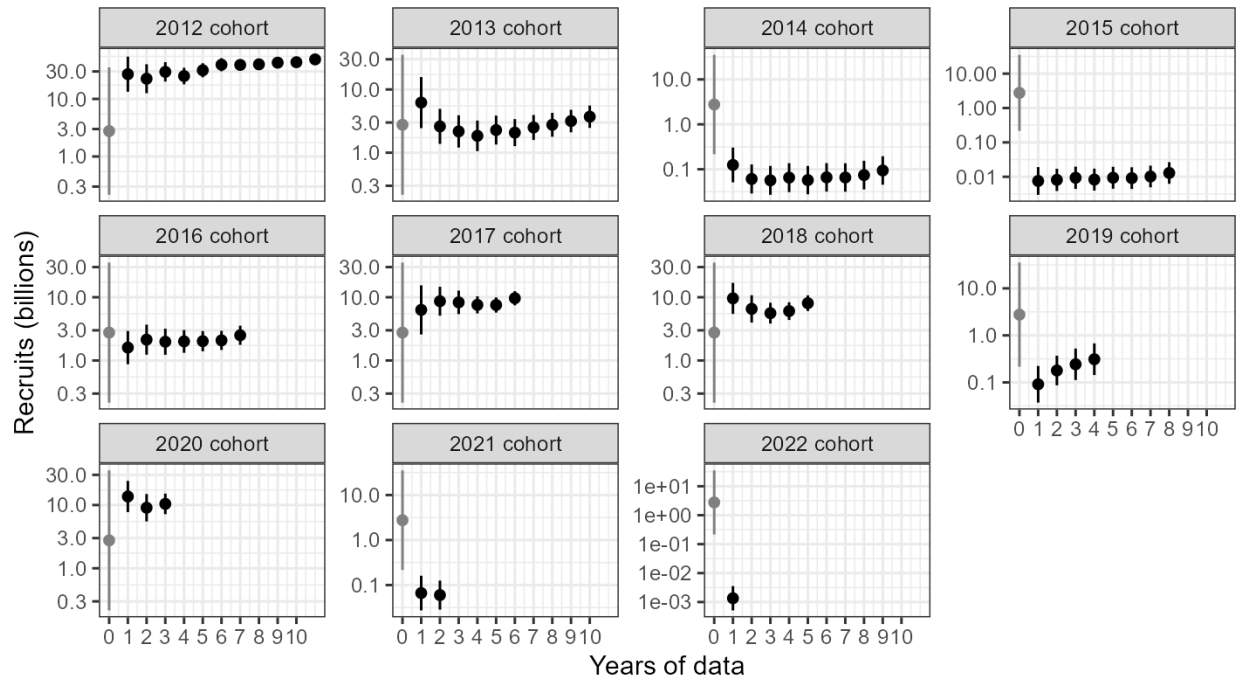 2012 cohort
30.0
10.0
3.0
1.0
0.3
2013 cohort
30.0
10.0
3.0
1.0
0.3
2014 cohort
10.0
1.0
0.1
2015 cohort
10.00
1.00
0.10
0.01
Recruits (billions)
2016 cohort
30.0
10.0
3.0
1.0
0.3
2017 cohort
30.0
10.0
3.0
1.0
0.3
2018 cohort
30.0
10.0
3.0
1.0
0.3
2019 cohort
10.0
1.0
0.1
0 1 2 3 4 5 6 7 8 9 10
2020 cohort
30.0
10.0
3.0
1.0
0.3
0 1 2 3 4 5 6 7 8 9 10
2021 cohort
10.0
1.0
0.1
0 1 2 3 4 5 6 7 8 9 10
2022 cohort
1e+01
1e+00
1e-01
1e-02
1e-03
0 1 2 3 4 5 6 7 8 9 10
Years of data